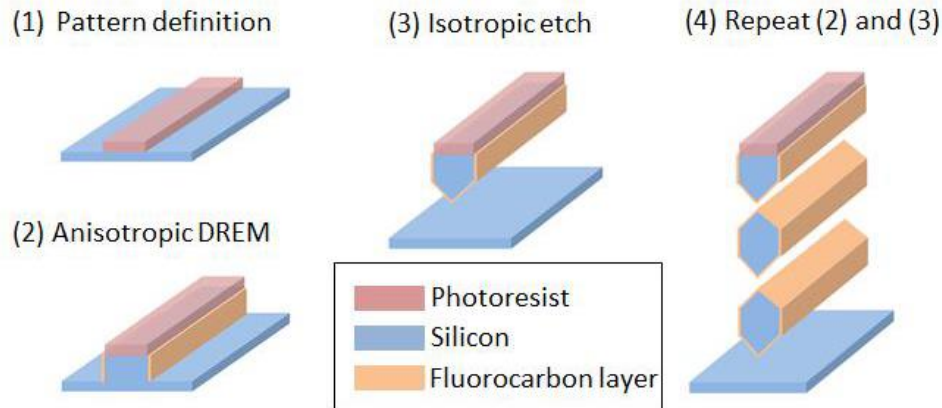 (1) Pattern definition
(2) Anisotropic DREM
(3) Isotropic etch
(4) Repeat (2) and (3)
Photoresist
Silicon
Fluorocarbon layer